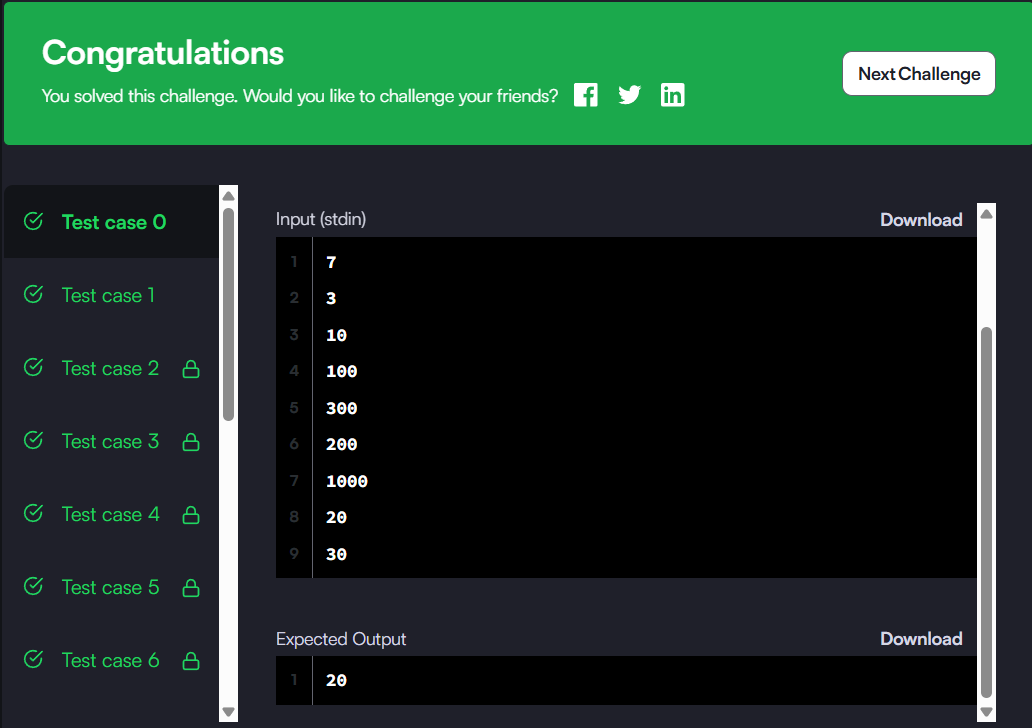 Congratulations
You solved this challenge. Would you like to challenge your friends?
Next Challenge
Test case 0
Test case 1
Test case 2
Test case 3
Test case 4
Test case 5
Test case 6
Input (stdin) Download
1 7
2 3
3 10
4 100
5 300
6 200
7 1000
8 20
9 30
Expected Output Download
1 20